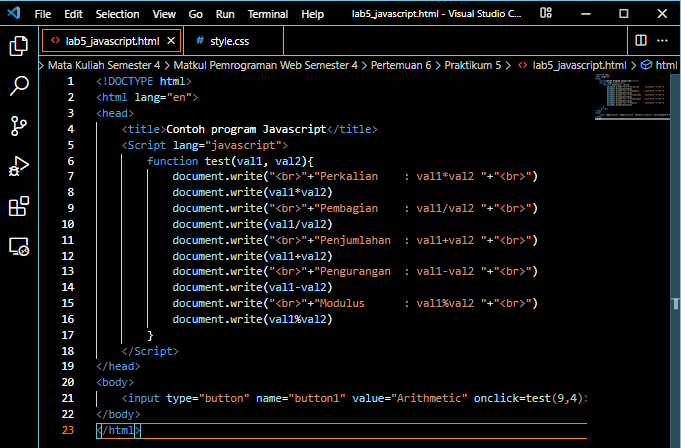 File Edit Selection View Go Run Terminal Help lab5_javascript.html - Visual Studio C...
lab5_javascript.html # style.css
Mata Kuliah Semester 4 > Matkul Pemrograman Web Semester 4 > Pertemuan 6 > Praktikum 5 > lab5_javascript.html > html
1 <!DOCTYPE html>
2 <html lang="en">
3 <head>
4 <title>Contoh program Javascript</title>
5 <Script lang="javascript">
6 function test(val1, val2){
7 document.write("<br>"+"Perkalian : val1*val2 "+"<br>")
8 document.write(val1*val2)
9 document.write("<br>"+"Pembagian : val1/val2 "+"<br>")
10 document.write(val1/val2)
11 document.write("<br>"+"Penjumlahan : val1+val2 "+"<br>")
12 document.write(val1+val2)
13 document.write("<br>"+"Pengurangan : val1-val2 "+"<br>")
14 document.write(val1-val2)
15 document.write("<br>"+"Modulus : val1%val2 "+"<br>")
16 document.write(val1%val2)
17 }
18 </Script>
19 </head>
20 <body>
21 <input type="button" name="button1" value="Arithmetic" onclick=test(9,4)>
22 </body>
23 </html>